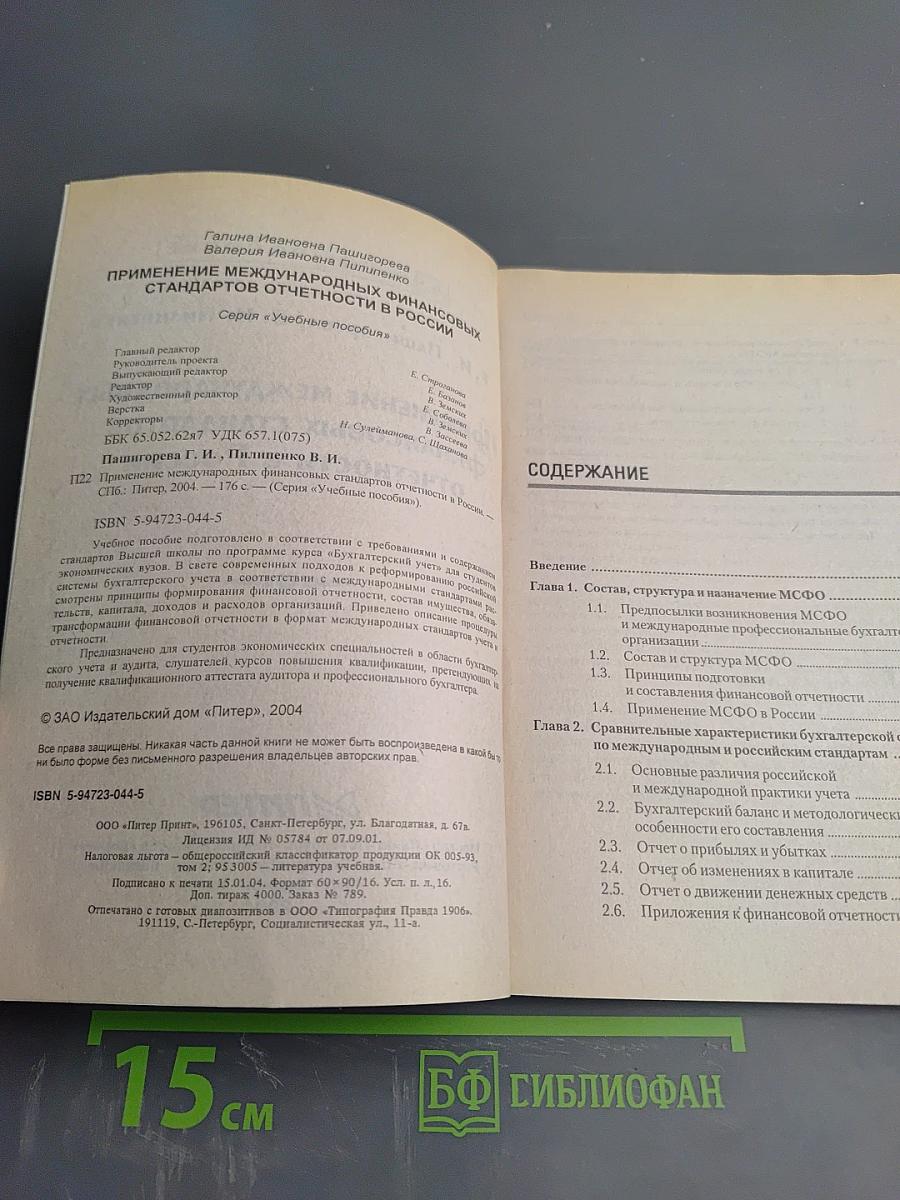 Галина Ивановна Пашигорева
Валерия Ивановна Пилипенко
ПРИМЕНЕНИЕ МЕЖДУНАРОДНЫХ ФИНАНСОВЫХ
СТАНДАРТОВ ОТЧЕТНОСТИ В РОССИИ
Серия «Учебные пособия»
Главный редактор Е. Строганова
Руководитель проекта Е. Базанов
Выпускающий редактор В. Земских
Редактор Е. Соболева
Художественный редактор В. Земских
Верстка В. Зассеева
Корректоры Н. Сулейманова, С. Шаханова
ББК 65.052.62я7 УДК 657.1(075)
Пашигорева Г. И. , Пилипенко В. И.
П22 Применение международных финансовых стандартов отчетности в России. —
СПб.: Питер, 2004. — 176 с. — (Серия «Учебные пособия»).
ISBN 5-94723-044-5
Учебное пособие подготовлено в соответствии с требованиями и содержанием
стандартов Высшей школы по программе курса «Бухгалтерский учет» для студентов
экономических вузов. В свете современных подходов к реформированию российской
системы бухгалтерского учета в соответствии с международными стандартами рас-
смотрены принципы формирования финансовой отчетности, состав имущества, обяза-
тельств, капитала, доходов и расходов организаций. Приведено описание процедуры
трансформации финансовой отчетности в формат международных стандартов учета и
отчетности.
Предназначено для студентов экономических специальностей в области бухгалтер-
ского учета и аудита, слушателей курсов повышения квалификации, претендующих на
получение квалификационного аттестата аудитора и профессионального бухгалтера.
© ЗАО Издательский дом «Питер», 2004
Все права защищены. Никакая часть данной книги не может быть воспроизведена в какой бы то
ни было форме без письменного разрешения владельцев авторских прав.
ISBN 5-94723-044-5
ООО «Питер Принт», 196105, Санкт-Петербург, ул. Благодатная, д. 67в.
Лицензия ИД № 05784 от 07.09.01.
Налоговая льгота – общероссийский классификатор продукции ОК 005-93,
том 2; 95 3005 – литература учебная.
Подписано к печати 15.01.04. Формат 60×90/16. Усл. п. л. 16.
Доп. тираж 4000. Заказ № 789.
Отпечатано с готовых диапозитивов в ООО «Типография Правда 1906».
191119, С.-Петербург, Социалистическая ул., 11-а.
СОДЕРЖАНИЕ
Введение
Глава 1. Состав, структура и назначение МСФО
1.1. Предпосылки возникновения МСФО
и международные профессиональные бухгалте
организации
1.2. Состав и структура МСФО
1.3. Принципы подготовки
и составления финансовой отчетности
1.4. Применение МСФО в России
Глава 2. Сравнительные характеристики бухгалтерской о
по международным и российским стандартам
2.1. Основные различия российской
и международной практики учета
2.2. Бухгалтерский баланс и методологически
особенности его составления
2.3. Отчет о прибылях и убытках
2.4. Отчет об изменениях в капитале
2.5. Отчет о движении денежных средств
2.6. Приложения к финансовой отчетности
15 см
БФ СИБЛИОФАН